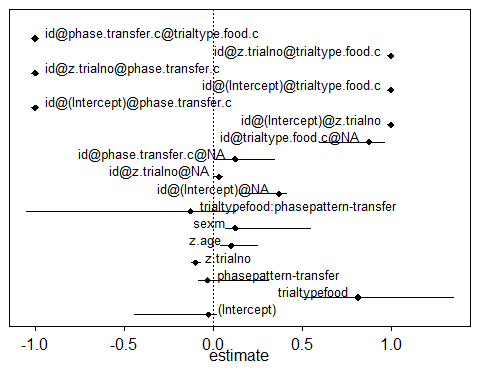 id@phase.transfer.c@trialtype.food.c
id@z.trialno@trialtype.food.c
id@z.trialno@phase.transfer.c
id@(Intercept)@trialtype.food.c
id@(Intercept)@phase.transfer.c
id@(Intercept)@z.trialno
id@trialtype.food.c@NA
id@phase.transfer.c@NA
id@z.trialno@NA
id@(Intercept)@NA
trialtypefood:phasepattern-transfer
sexm
z.age
z.trialno
phasepattern-transfer
trialtypefood
(Intercept)
-1.0 -0.5 0.0 0.5 1.0
estimate